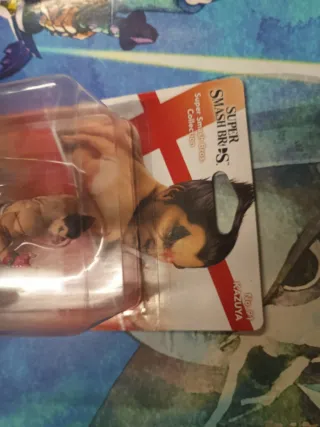 SUPER
SMASH BROS.
Super Smash Bros.
Collection
KAZUYA